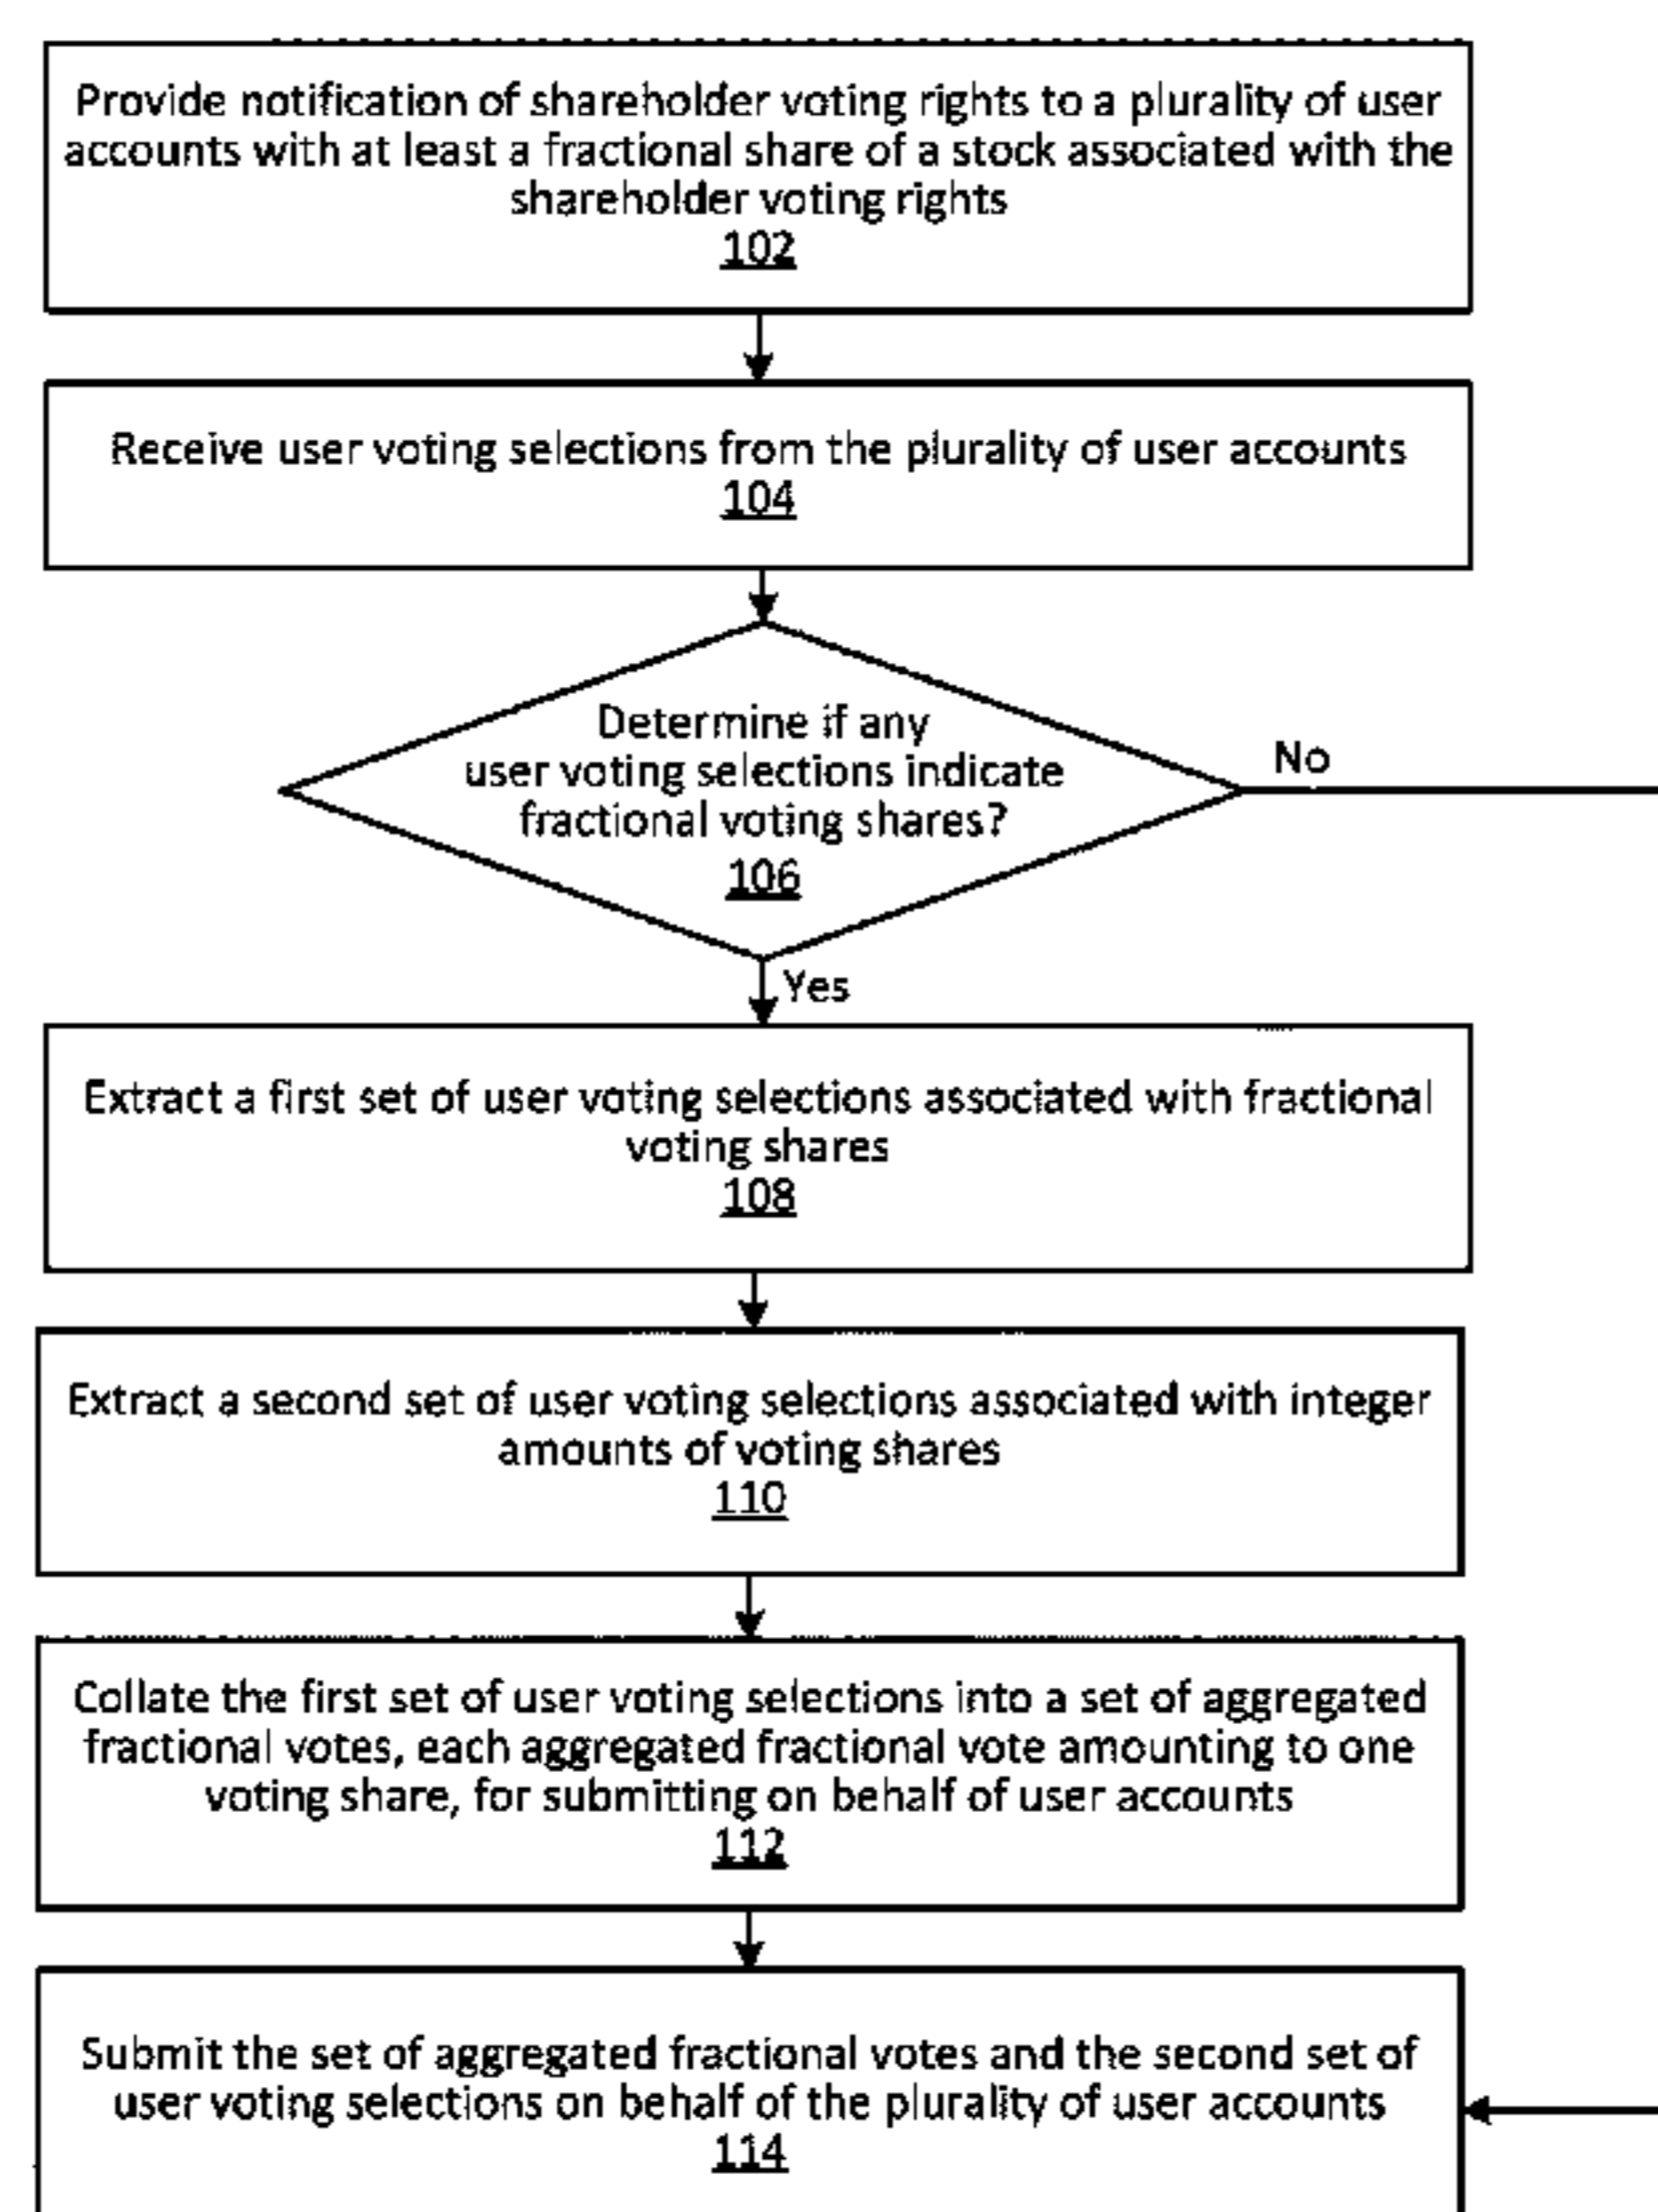 Provide notification of shareholder voting rights to a plurality of user
accounts with at least a fractional share of a stock associated with the
shareholder voting rights
102
Receive user voting selections from the plurality of user accounts
104
Determine if any
user voting selections indicate
fractional voting shares?
106
No
Yes
Extract a first set of user voting selections associated with fractional
voting shares
108
Extract a second set of user voting selections associated with integer
amounts of voting shares
110
Collate the first set of user voting selections into a set of aggregated
fractional votes, each aggregated fractional vote amounting to one
voting share, for submitting on behalf of user accounts
112
Submit the set of aggregated fractional votes and the second set of
user voting selections on behalf of the plurality of user accounts
114